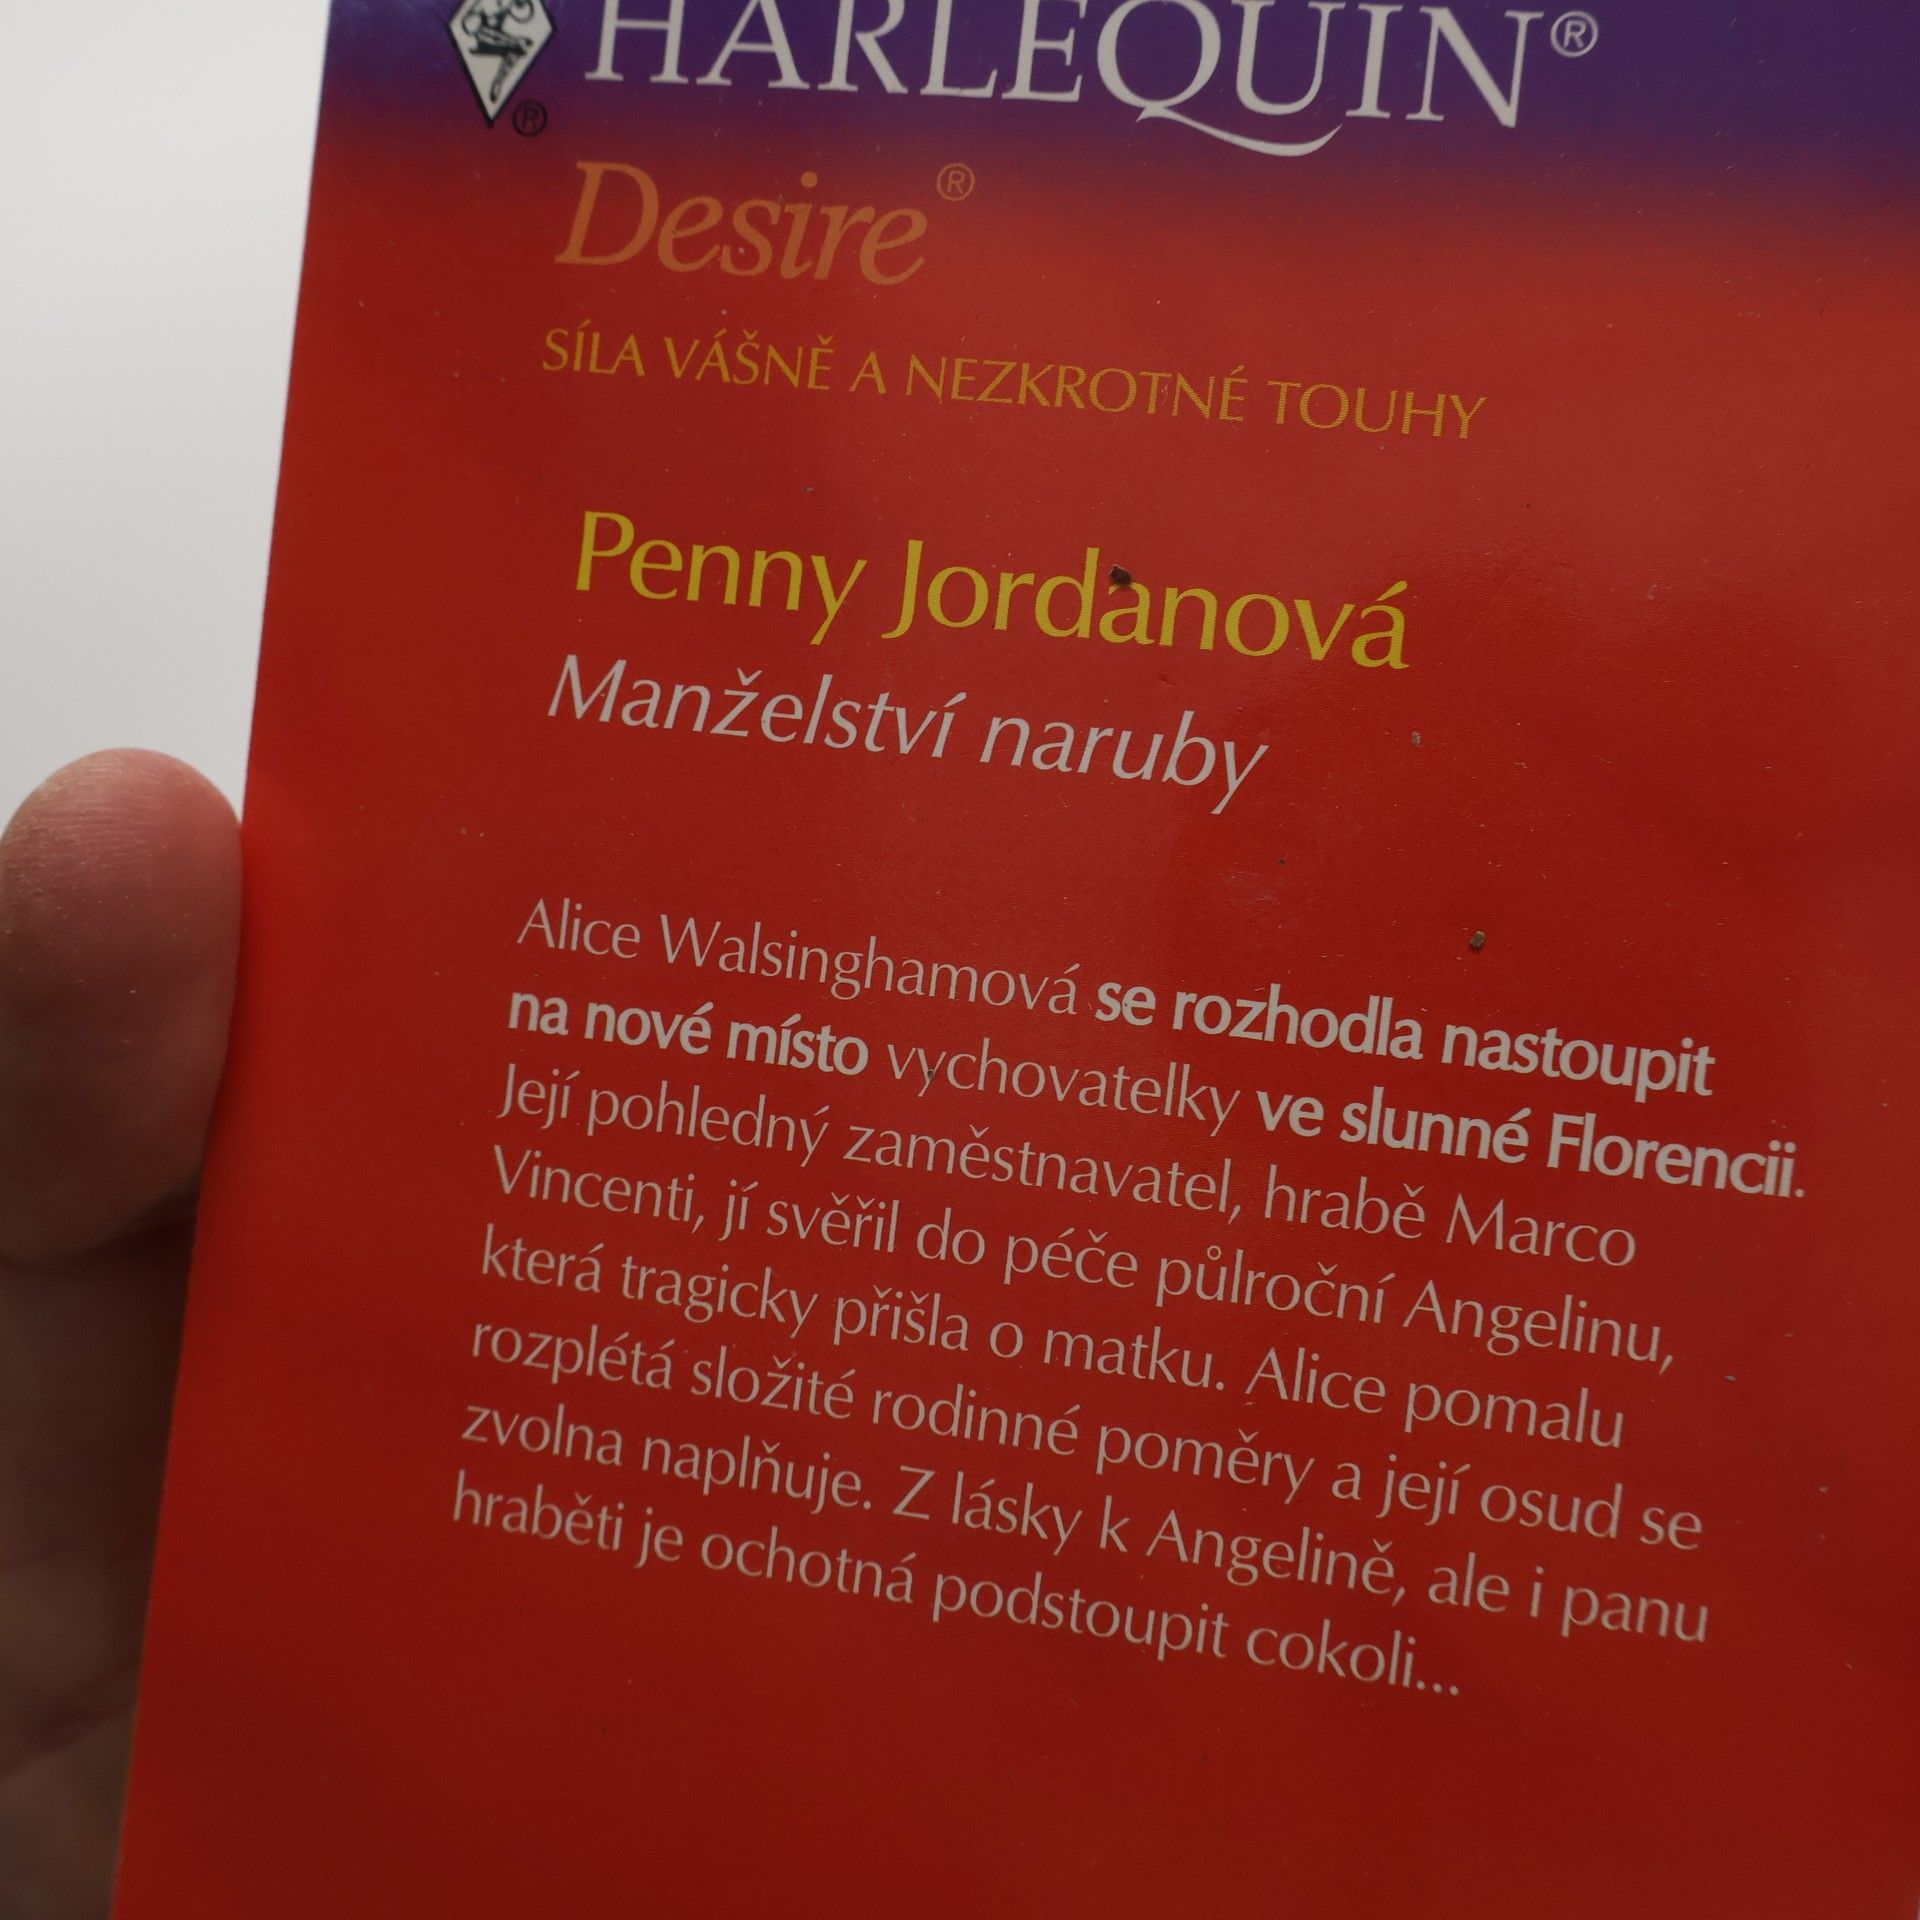 HARLEQUIN®
®
Desire®
SÍLA VÁŠNĚ A NEZKROTNÉ TOUHY
Penny Jordanová
Manželství naruby
Alice Walsinghamová se rozhodla nastoupit
na nové místo vychovatelky ve slunné Florencii.
Její pohledný zaměstnavatel, hrabě Marco
Vincenti, jí svěřil do péče půlroční Angelinu,
která tragicky přišla o matku. Alice pomalu
rozplétá složité rodinné poměry a její osud se
zvolna naplňuje. Z lásky k Angelině, ale i panu
hraběti je ochotná podstoupit cokoli...